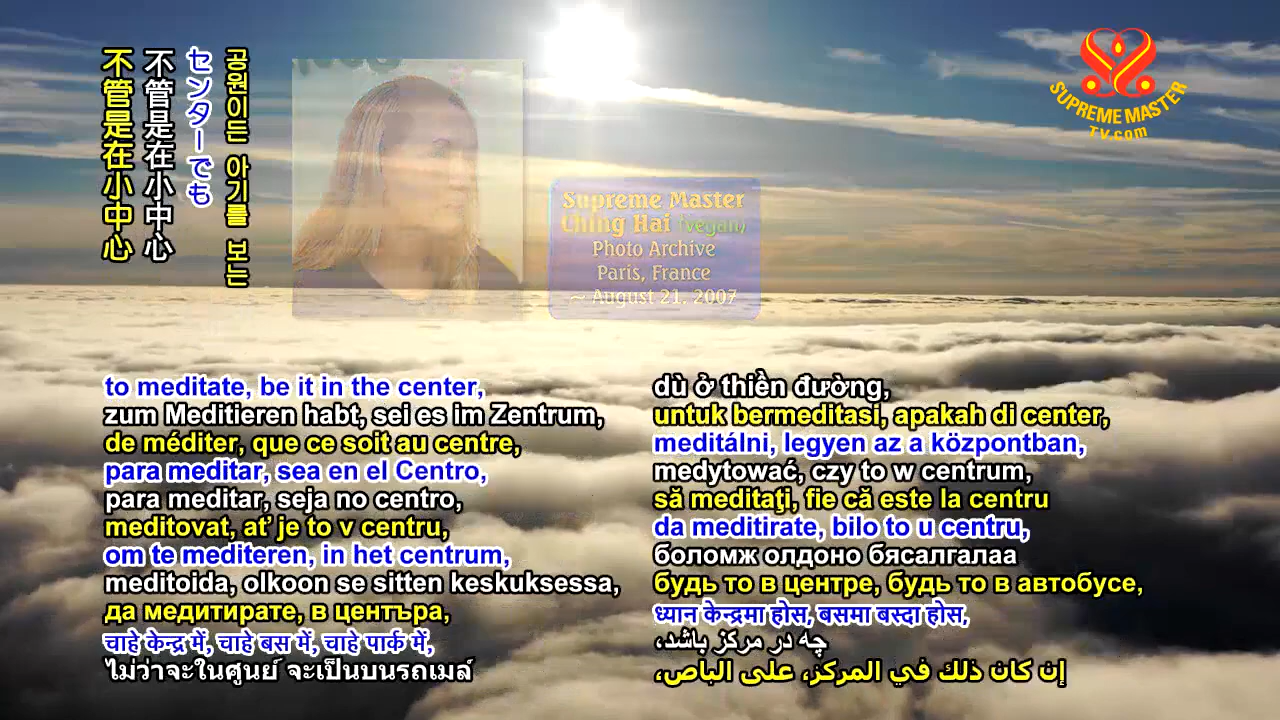 不管是在小中心
不管是在小中心
センターでも
공원이든 아기를 보는
SUPREME MASTER
TV.com
Supreme Master
Ching Hai (vegan)
Photo Archive
Paris, France
~ August 21, 2007
to meditate, be it in the center,
zum Meditieren habt, sei es im Zentrum,
de méditer, que ce soit au centre,
para meditar, sea en el Centro,
para meditar, seja no centro,
meditovat, ať je to v centru,
om te mediteren, in het centrum,
meditoida, olkoon se sitten keskuksessa,
да медитирате, в центъра,
चाहे केन्द्र में, चाहे बस में, चाहे पार्क में,
ไม่ว่าจะในศูนย์ จะเป็นบนรถเมล์
dù ở thiền đường,
untuk bermeditasi, apakah di center,
meditálni, legyen az a központban,
medytować, czy to w centrum,
să meditaţi, fie că este la centru
da meditirate, bilo to u centru,
боломж олдоно бясалгалаа
будь то в центре, будь то в автобусе,
ध्यान केन्द्रमा होस, बसमा बस्दा होस,
چه در مرکز باشد،
إن كان ذلك في المركز، على الباص،